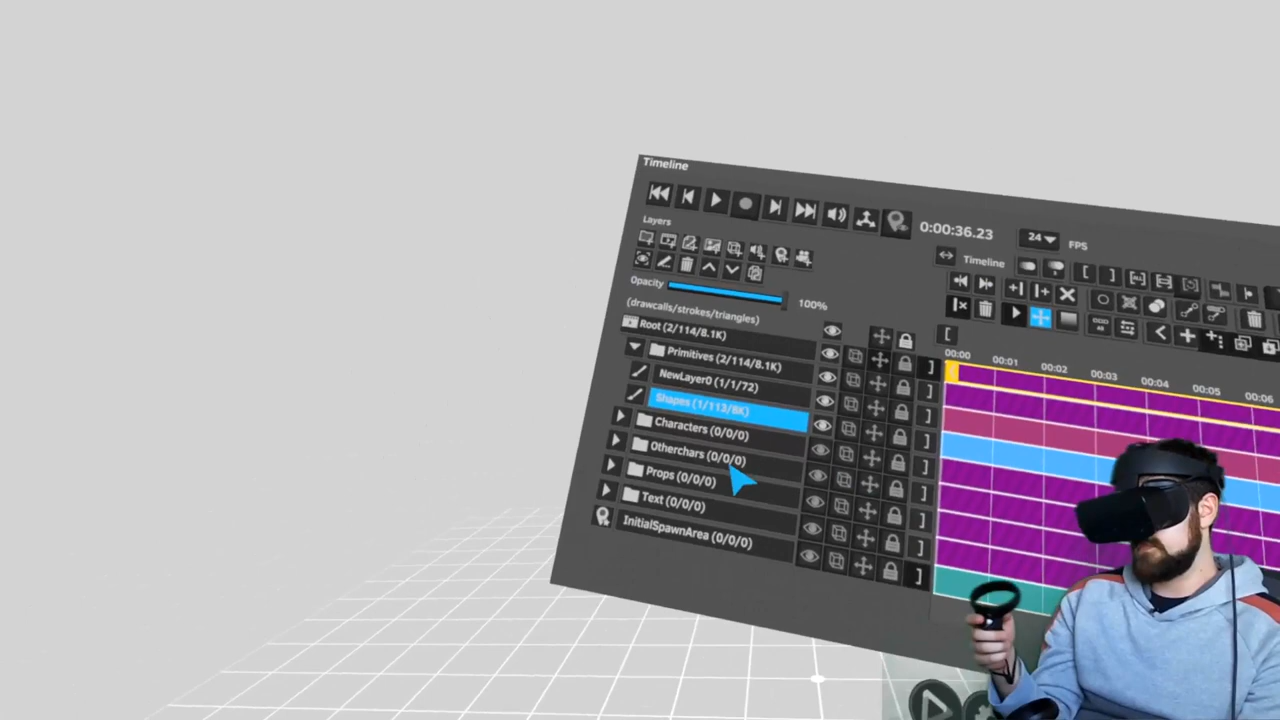 Timeline
0:00:36.23
24
FPS
Layers
Timeline
Opacity
100%
(drawcalls/strokes/triangles)
Root (2/114/8.1K)
Primitives (2/114/8.1K)
NewLayer0 (1/1/72)
Shapes (1/113/8K)
Characters (0/0/0)
Otherchars (0/0/0)
Props (0/0/0)
Text (0/0/0)
InitialSpawnArea (0/0/0)
00:00 00:01 00:02 00:03 00:04 00:05 00:06